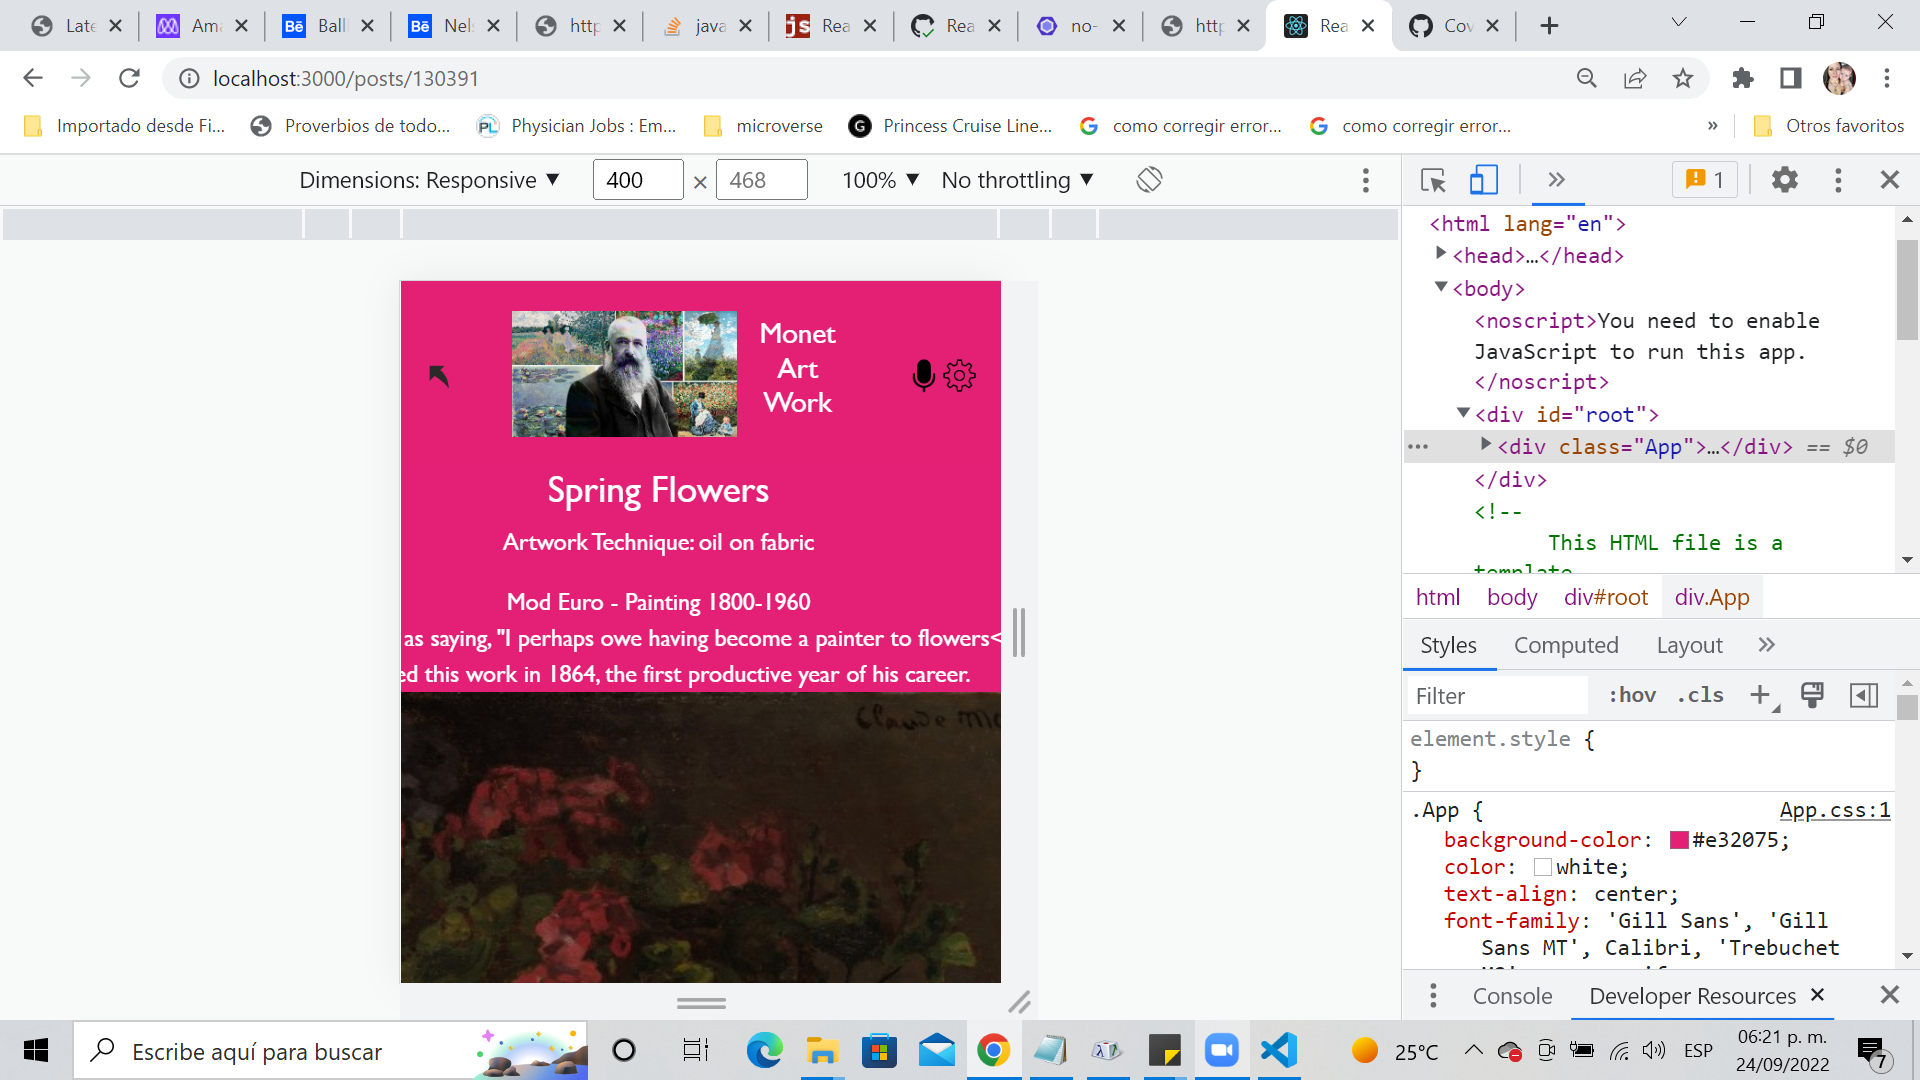 Late
Ama
Ball
Nels
http
java
Rea
Rea
no-
http
Rea
Cov
localhost:3000/posts/130391
Importado desde Fi...
Proverbios de todo...
Physician Jobs : Em...
microverse
Princess Cruise Line...
como corregir error...
como corregir error...
»
Otros favoritos
Dimensions: Responsive ▼ 400 × 468 100% ▼ No throttling ▼
1
<html lang="en">
<head>…</head>
<body>
<noscript>You need to enable
JavaScript to run this app.
</noscript>
<div id="root">
<div class="App">…</div> == $0
</div>
<!--
This HTML file is a
template
html body div#root div.App
Styles Computed Layout »
Filter :hov .cls
element.style {
}
.App { App.css:1
background-color: #e32075;
color: white;
text-align: center;
font-family: 'Gill Sans', 'Gill
Sans MT', Calibri, 'Trebuchet
Console Developer Resources
Monet
Art
Work
Spring Flowers
Artwork Technique: oil on fabric
Mod Euro - Painting 1800-1960
as saying, "I perhaps owe having become a painter to flowers<
ed this work in 1864, the first productive year of his career.
Claude Mo
Escribe aquí para buscar
25°C
ESP
06:21 p. m.
24/09/2022
7